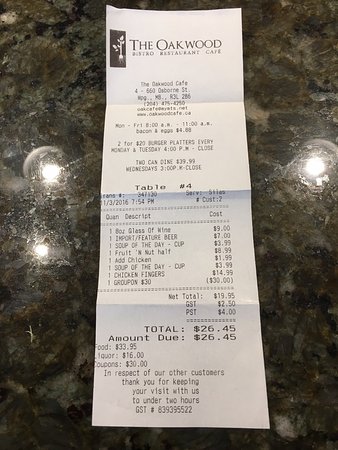 THE OAKWOOD
BISTRO RESTAURANT CAFÉ
The Oakwood Cafe
4 - 660 Osborne St.
Wpg., MB., R3L 2B6
(204) 475-4250
oakcafe@mymts.net
www.oakwoodcafe.ca
Mon - Fri 8:00 a.m. - 11:00 a.m.
bacon & eggs $4.88
2 for $20 BURGER PLATTERS EVERY
MONDAY & TUESDAY 4:00 P.M - CLOSE
TWO CAN DINE $39.99
WEDNESDAYS 3:00P.M-CLOSE
Table #4
Trans #: 347130 Serv: Siles
11/3/2016 7:54 PM # Cust:2
Quan Descript Cost
1 8oz Glass Of Wine $9.00
1 IMPORT/FEATURE BEER $7.00
1 SOUP OF THE DAY - CUP $3.99
1 Fruit 'N Nut half $8.99
1 Add Chicken $1.99
1 SOUP OF THE DAY - CUP $3.99
1 CHICKEN FINGERS $14.99
1 GROUPON $30 ($30.00)
Net Total: $19.95
GST $2.50
PST $4.00
TOTAL: $26.45
Amount Due: $26.45
Food: $33.95
Liquor: $16.00
Coupons: $30.00
In respect of our other customers
thank you for keeping
your visit with us
to under two hours
GST # 839395522